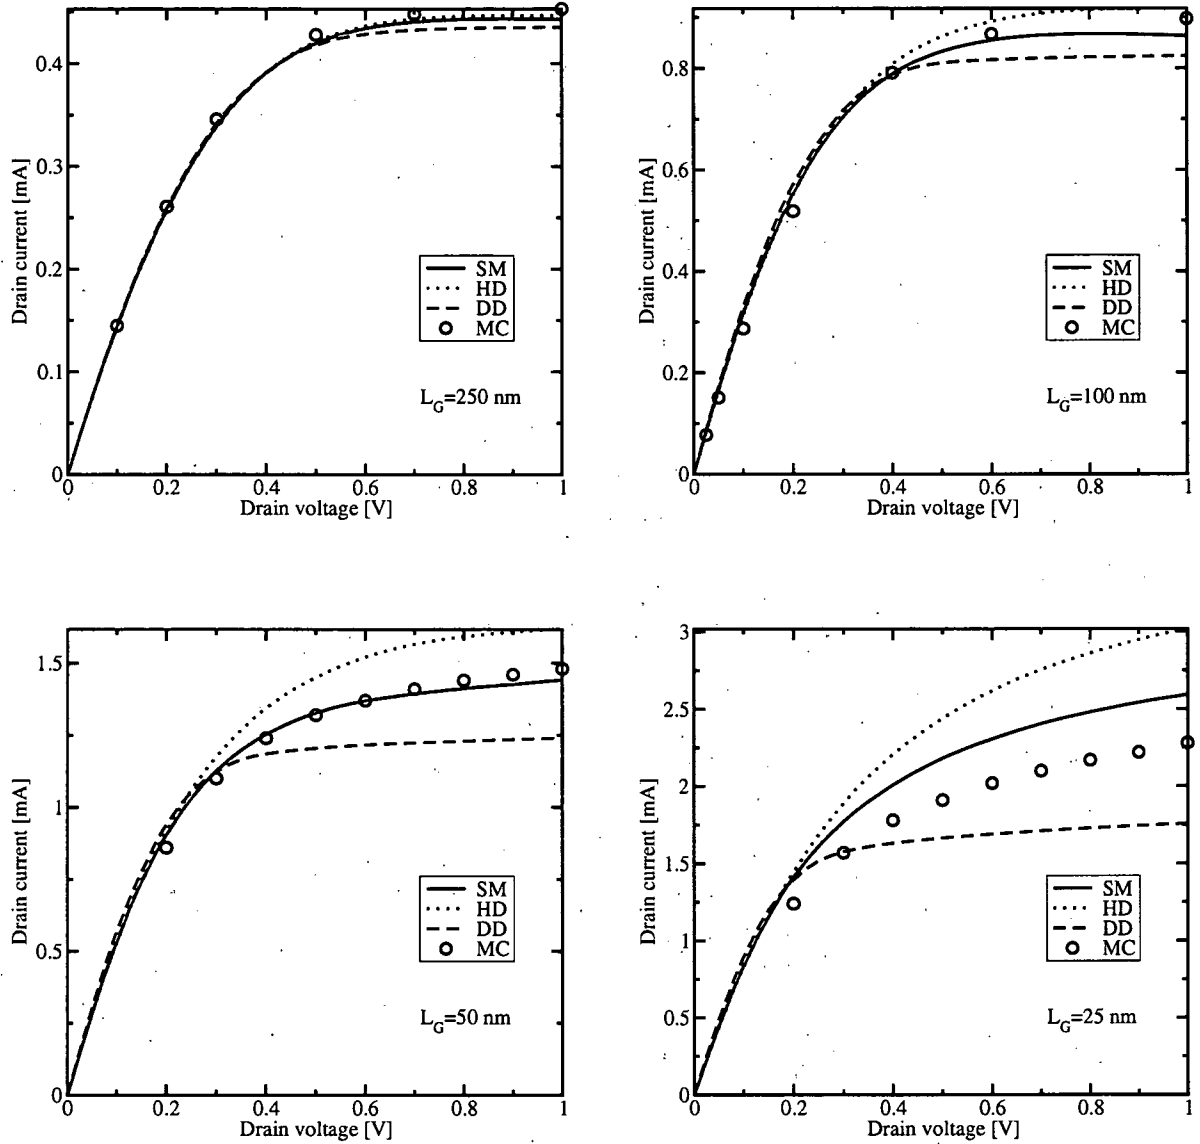 0.4
0.3
0.2
0.1
0
Drain current [mA]
SM
HD
DD
MC
L_G=250 nm
0 0.2 0.4 0.6 0.8 1
Drain voltage [V]
0.8
0.6
0.4
0.2
0
Drain current [mA]
SM
HD
DD
MC
L_G=100 nm
0 0.2 0.4 0.6 0.8 1
Drain voltage [V]
1.5
1
0.5
0
Drain current [mA]
SM
HD
DD
MC
L_G=50 nm
0 0.2 0.4 0.6 0.8 1
Drain voltage [V]
3
2.5
2
1.5
1
0.5
0
Drain current [mA]
SM
HD
DD
MC
L_G=25 nm
0 0.2 0.4 0.6 0.8 1
Drain voltage [V]